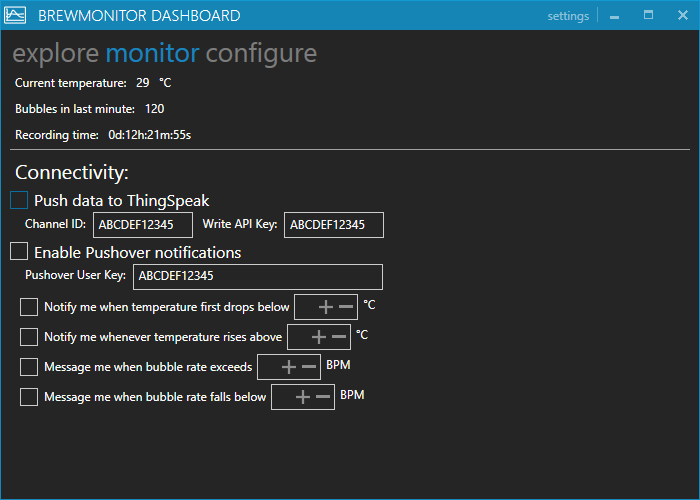 BREWMONITOR DASHBOARD settings
explore monitor configure
Current temperature: 29 °C
Bubbles in last minute: 120
Recording time: 0d:12h:21m:55s
Connectivity:
Push data to ThingSpeak
Channel ID: ABCDEF12345 Write API Key: ABCDEF12345
Enable Pushover notifications
Pushover User Key: ABCDEF12345
Notify me when temperature first drops below + − °C
Notify me whenever temperature rises above + − °C
Message me when bubble rate exceeds + − BPM
Message me when bubble rate falls below + − BPM